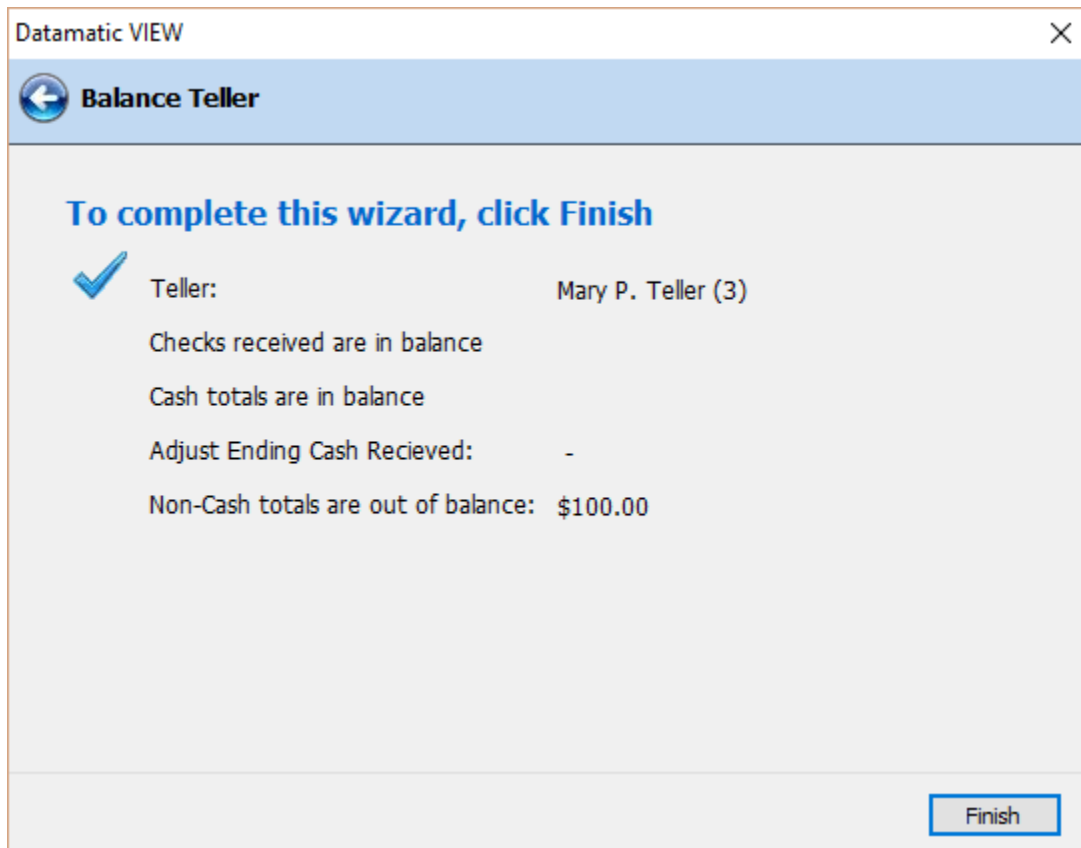 Datamatic VIEW
Balance Teller
To complete this wizard, click Finish
Teller: Mary P. Teller (3)
Checks received are in balance
Cash totals are in balance
Adjust Ending Cash Recieved: -
Non-Cash totals are out of balance: $100.00
Finish